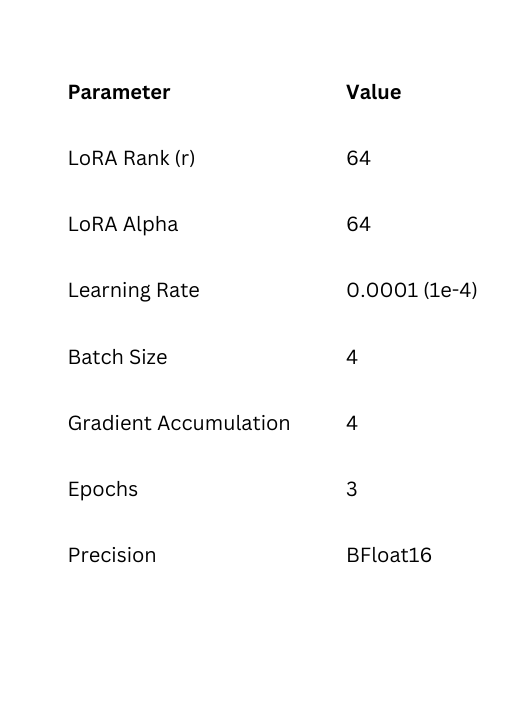 Parameter Value
LoRA Rank (r) 64
LoRA Alpha 64
Learning Rate 0.0001 (1e-4)
Batch Size 4
Gradient Accumulation 4
Epochs 3
Precision BFloat16